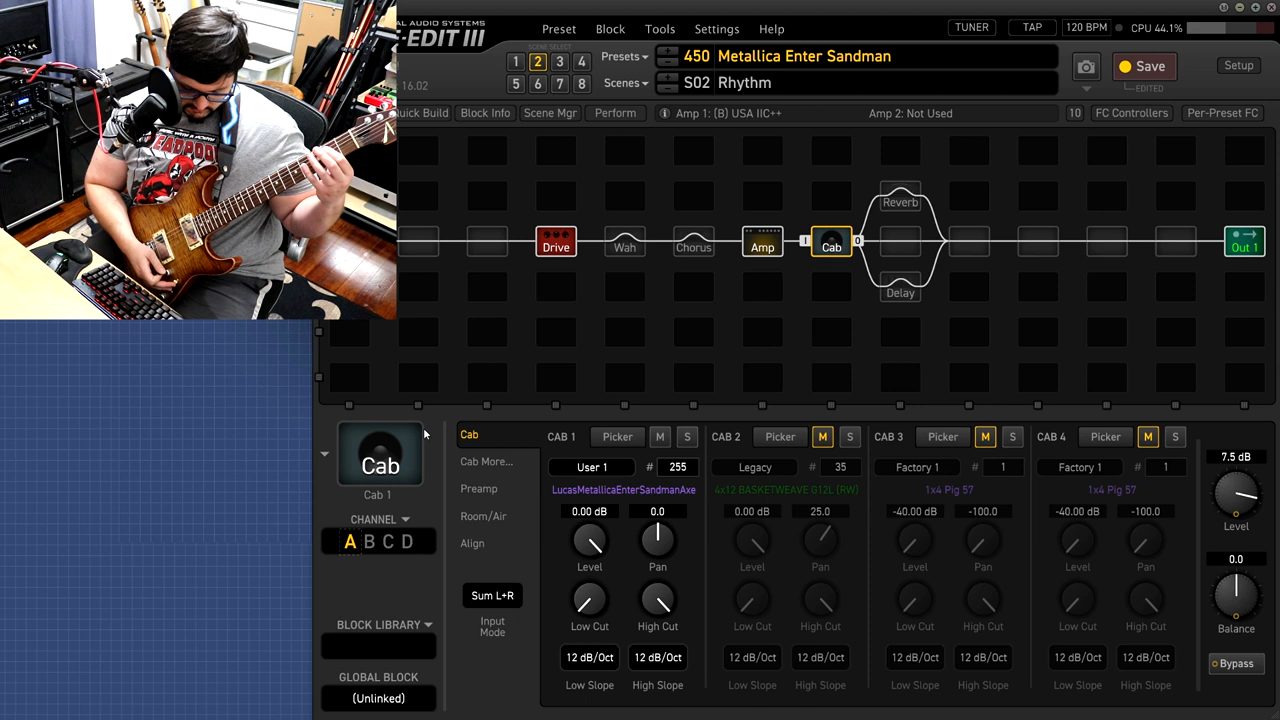 AL AUDIO SYSTEMS
-EDIT III
16.02
Preset Block Tools Settings Help
TUNER TAP 120 BPM CPU 44.1%
SCENE SELECT
1 2 3 4
5 6 7 8
Presets 450 Metallica Enter Sandman
Scenes S02 Rhythm
Save
EDITED
Setup
uick Build Block Info Scene Mgr Perform Amp 1: (B) USA IIC++ Amp 2: Not Used 10 FC Controllers Per-Preset FC
DEADPOOL
Reverb
Drive Wah Chorus Amp I Cab O Out 1
Delay
Cab
Cab 1
CHANNEL
A B C D
BLOCK LIBRARY
GLOBAL BLOCK
(Unlinked)
Cab
Cab More...
Preamp
Room/Air
Align
Sum L+R
Input
Mode
CAB 1 Picker M S
User 1 # 255
LucasMetallicaEnterSandmanAxe
0.00 dB 0.0
Level Pan
Low Cut High Cut
12 dB/Oct 12 dB/Oct
Low Slope High Slope
CAB 2 Picker M S
Legacy # 35
4x12 BASKETWEAVE G12L (RW)
0.00 dB 25.0
Level Pan
Low Cut High Cut
12 dB/Oct 12 dB/Oct
Low Slope High Slope
CAB 3 Picker M S
Factory 1 # 1
1x4 Pig 57
-40.00 dB -100.0
Level Pan
Low Cut High Cut
12 dB/Oct 12 dB/Oct
Low Slope High Slope
CAB 4 Picker M S
Factory 1 # 1
1x4 Pig 57
-40.00 dB -100.0
Level Pan
Low Cut High Cut
12 dB/Oct 12 dB/Oct
Low Slope High Slope
7.5 dB
Level
0.0
Balance
Bypass